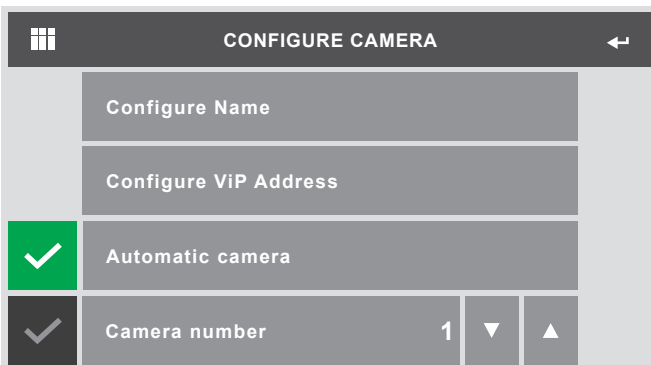 CONFIGURE CAMERA
Configure Name
Configure ViP Address
Automatic camera
Camera number 1